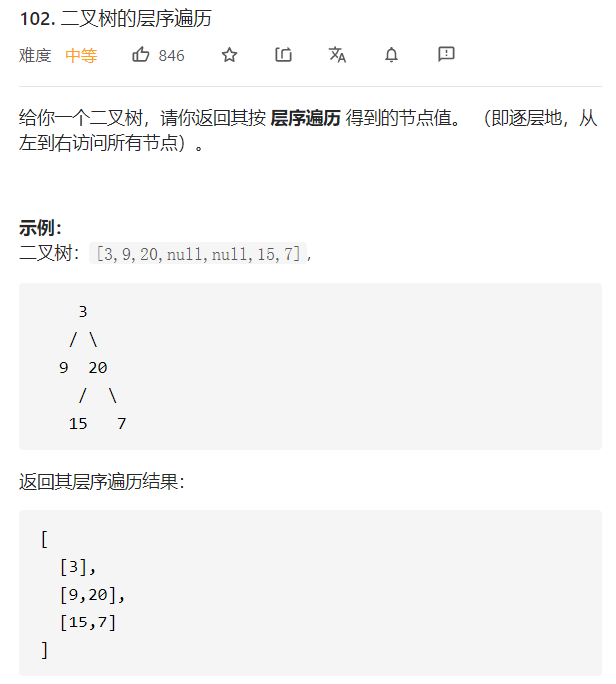 102. 二叉树的层序遍历
难度 中等 846
给你一个二叉树，请你返回其按 层序遍历 得到的节点值。 （即逐层地，从
左到右访问所有节点）。
示例：
二叉树：[3,9,20,null,null,15,7],
3
/ \
9 20
/ \
15 7
返回其层序遍历结果：
[
[3],
[9,20],
[15,7]
]